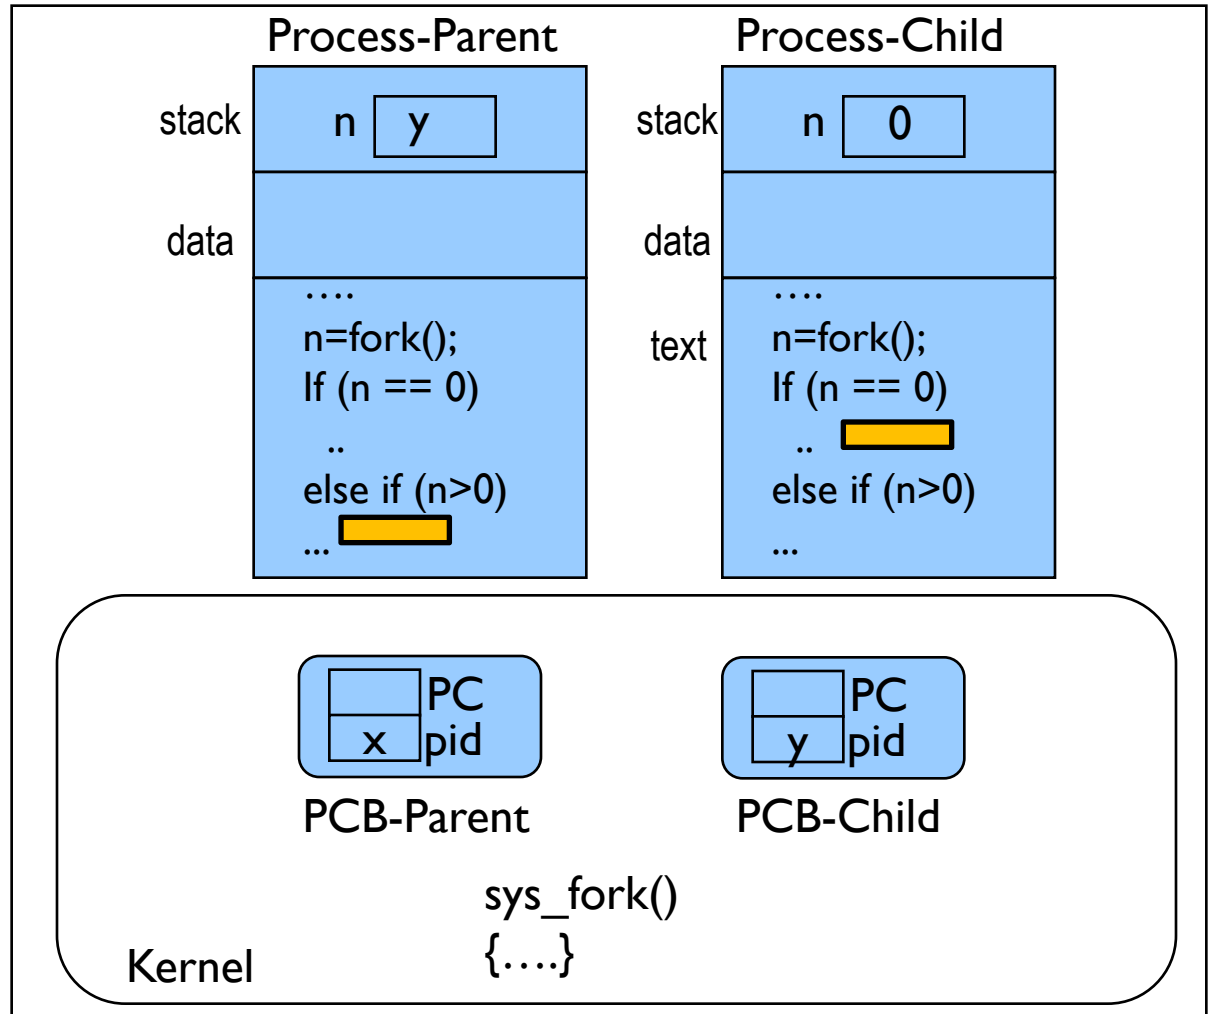 Process-Parent
stack
n y
data
….
n=fork();
If (n == 0)
..
else if (n>0)
...
Process-Child
stack
n 0
data
text
….
n=fork();
If (n == 0)
..
else if (n>0)
...
PC
x pid
PCB-Parent
PC
y pid
PCB-Child
sys_fork()
{….}
Kernel